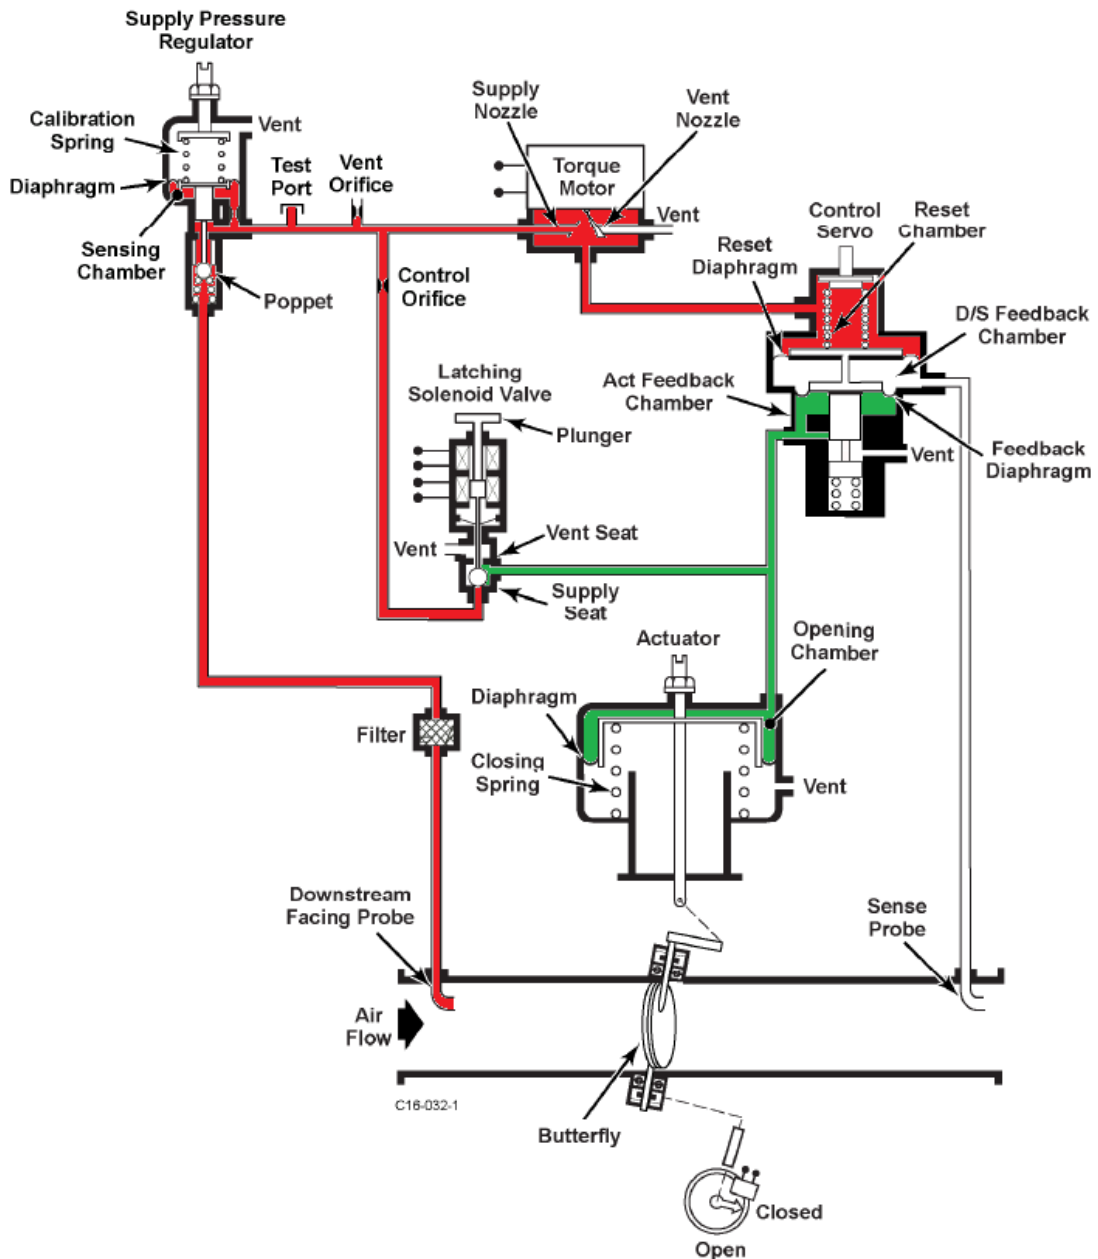 Supply Pressure
Regulator
Calibration
Spring
Vent
Diaphragm
Sensing
Chamber
Poppet
Test
Port
Vent
Orifice
Control
Orifice
Supply
Nozzle
Vent
Nozzle
Torque
Motor
Vent
Control
Servo
Reset
Chamber
Reset
Diaphragm
D/S Feedback
Chamber
Act Feedback
Chamber
Vent
Feedback
Diaphragm
Latching
Solenoid Valve
Plunger
Vent
Vent Seat
Supply
Seat
Actuator
Opening
Chamber
Diaphragm
Closing
Spring
Vent
Filter
Downstream
Facing Probe
Sense
Probe
Air
Flow
C16-032-1
Butterfly
Closed
Open